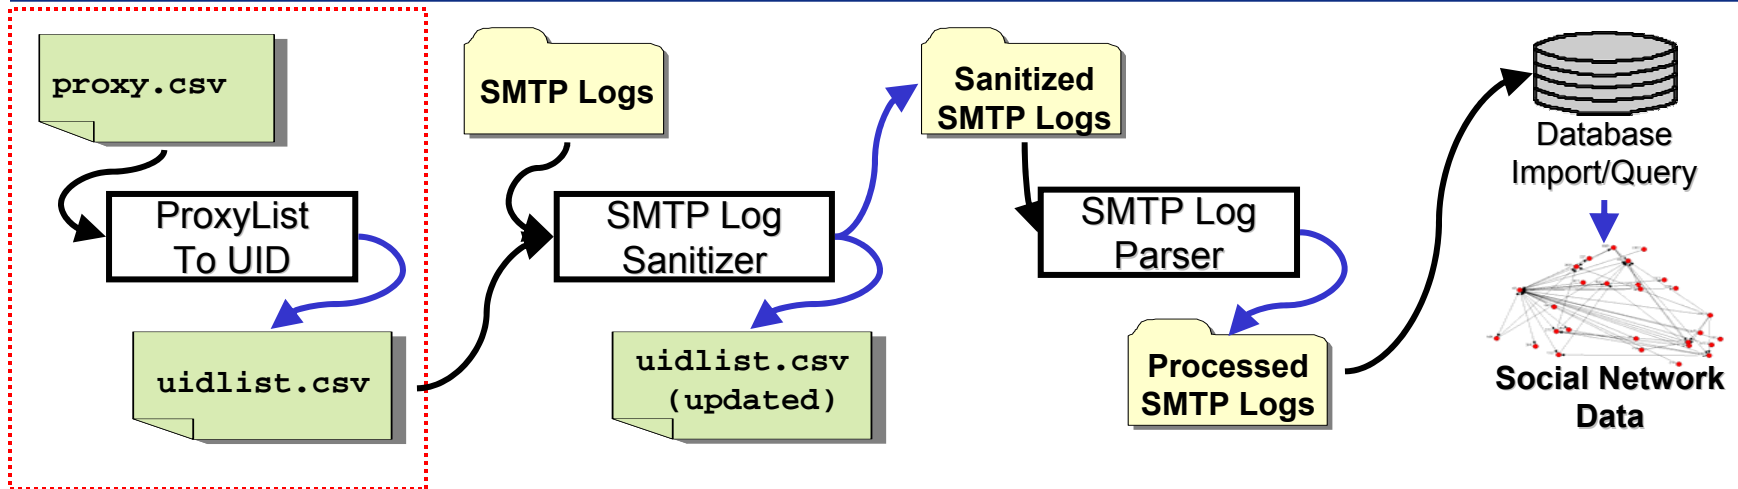 proxy.csv
ProxyList
To UID
uidlist.csv
SMTP Logs
SMTP Log
Sanitizer
uidlist.csv
(updated)
Sanitized
SMTP Logs
SMTP Log
Parser
Processed
SMTP Logs
Database
Import/Query
Social Network
Data